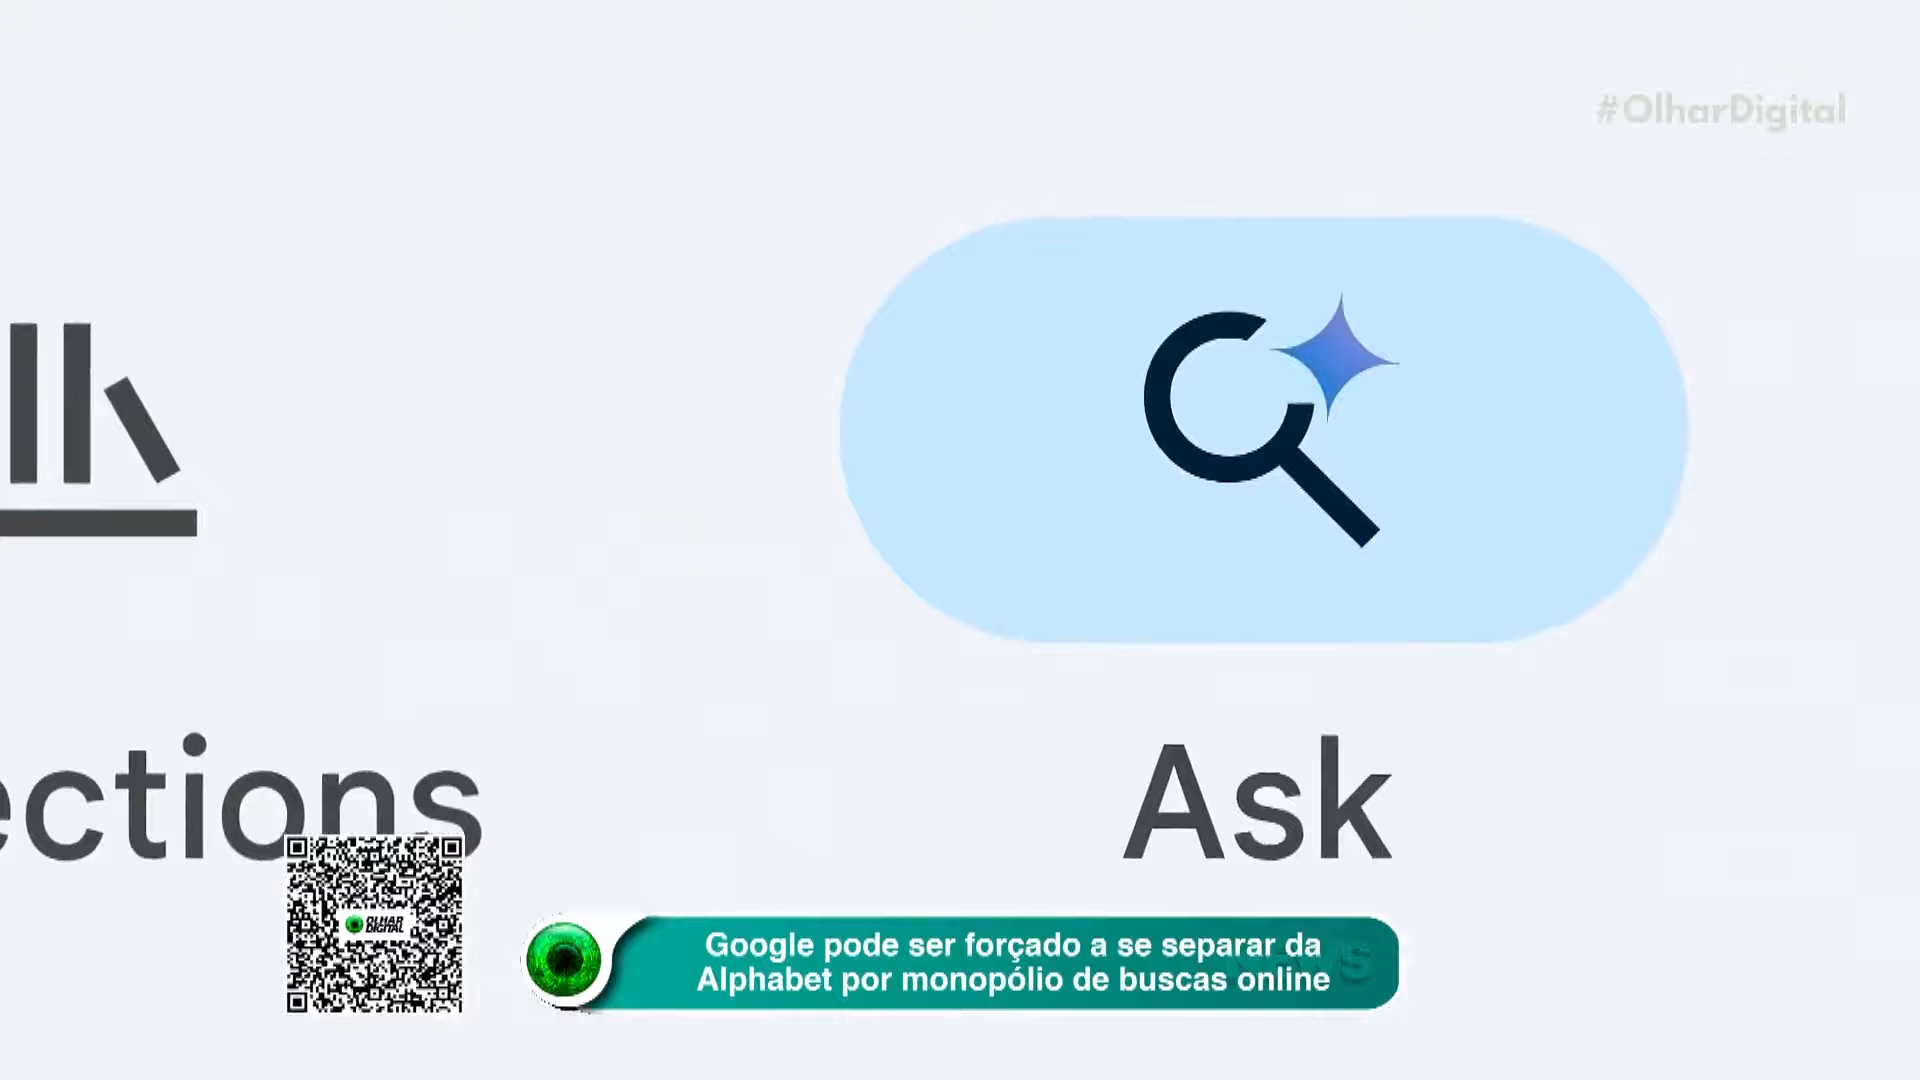 #OlharDigital
ections
Ask
OLHAR
DIGITAL
Google pode ser forçado a se separar da
Alphabet por monopólio de buscas online